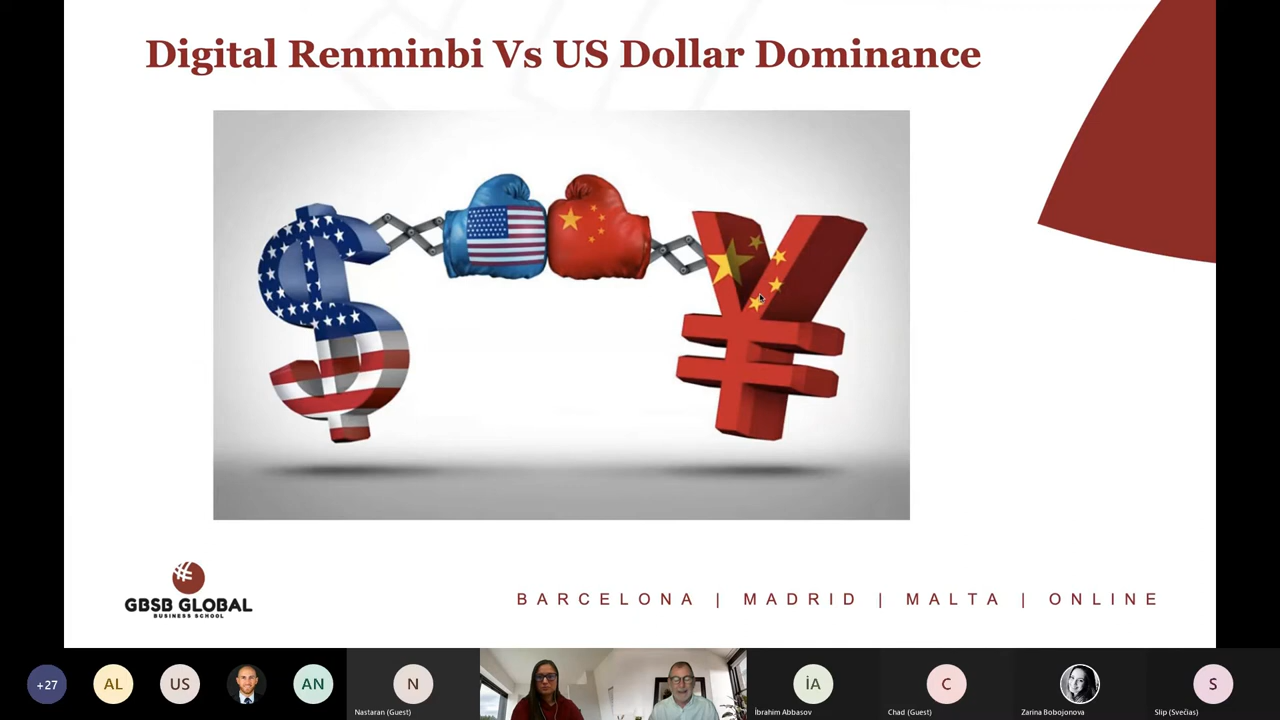 Digital Renminbi Vs US Dollar Dominance
GBSB GLOBAL
BUSINESS SCHOOL
BARCELONA | MADRID | MALTA | ONLINE
+27
AL
US
AN
N
Nastaran (Guest)
İA
İbrahim Abbasov
C
Chad (Guest)
Zarina Bobojonova
S
Slip (Svečias)